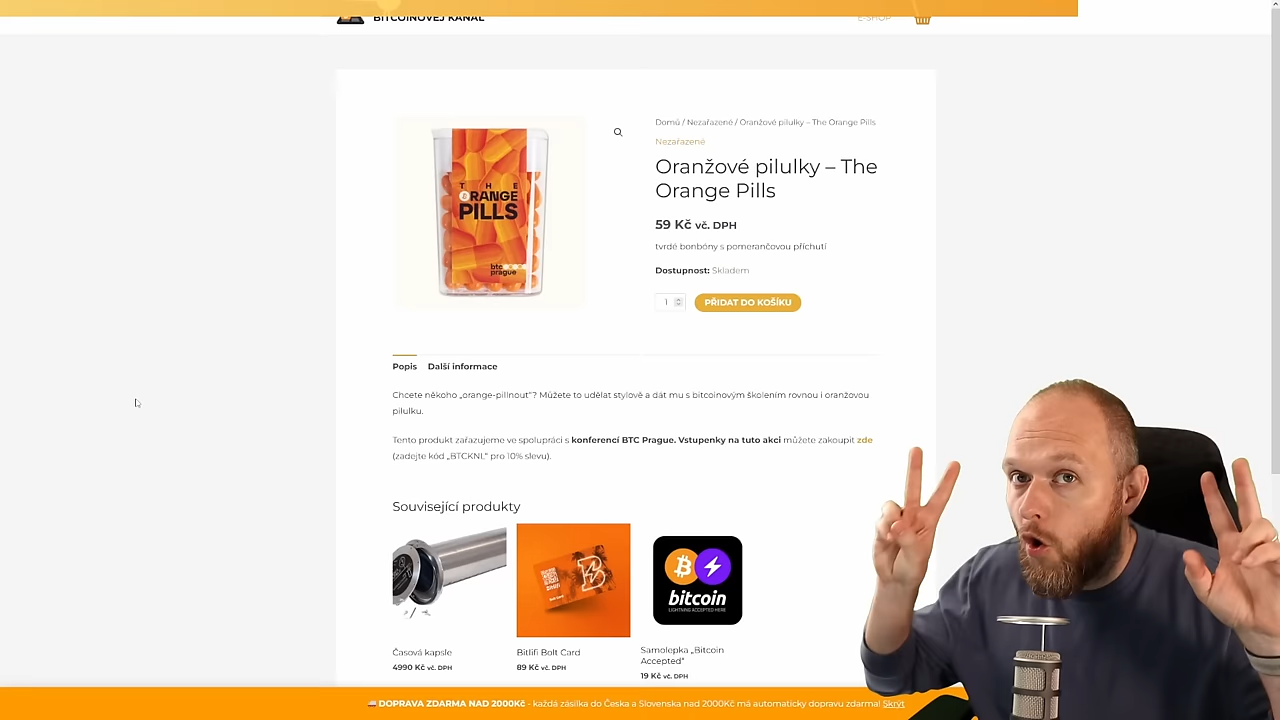 BITCOINOVEJ KANÁL
E-SHOP
Domů / Nezařazené / Oranžové pilulky – The Orange Pills
Nezařazené
Oranžové pilulky – The
Orange Pills
59 Kč vč. DPH
tvrdé bonbóny s pomerančovou příchutí
Dostupnost: Skladem
1
PŘIDAT DO KOŠÍKU
THE
ORANGE
PILLS
btc
prague
Popis
Další informace
Chcete někoho „orange-pillnout“? Můžete to udělat stylově a dát mu s bitcoinovým školením rovnou i oranžovou
pilulku.
Tento produkt zařazujeme ve spolupráci s konferencí BTC Prague. Vstupenky na tuto akci můžete zakoupit zde
(zadejte kód „BTCKNL“ pro 10% slevu).
Související produkty
bitcoin
LIGHTNING ACCEPTED HERE
Časová kapsle
4990 Kč vč. DPH
Bitlifi Bolt Card
89 Kč vč. DPH
Samolepka „Bitcoin
Accepted“
19 Kč vč. DPH
DOPRAVA ZDARMA NAD 2000Kč - každá zásilka do Česka a Slovenska nad 2000Kč má automaticky dopravu zdarma! Skrýt